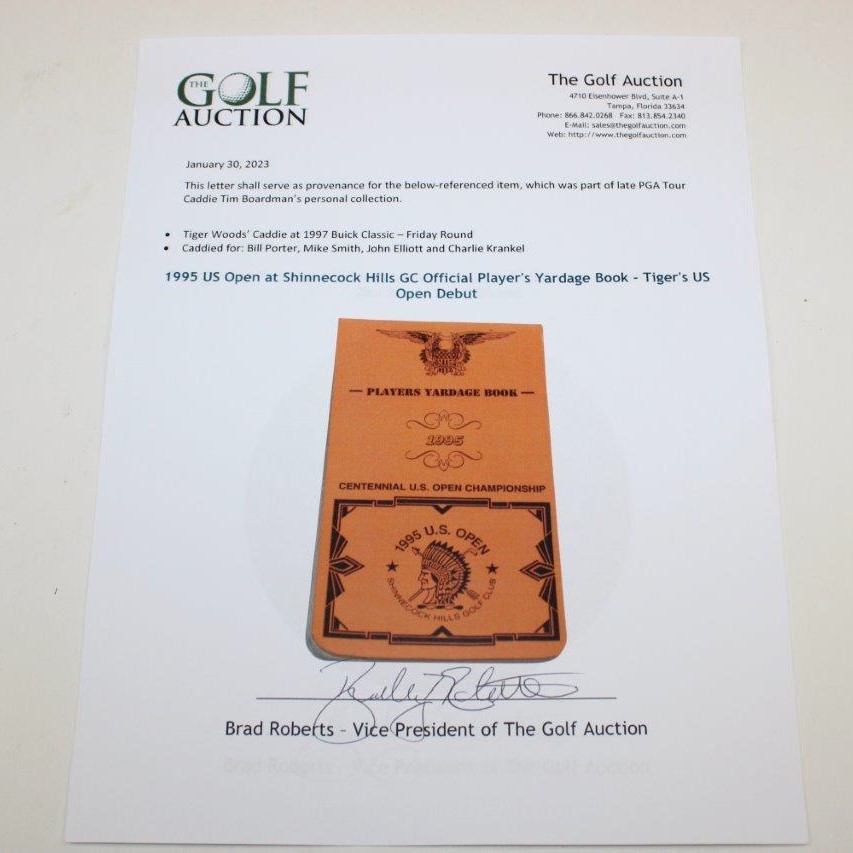 THE
GOLF
AUCTION
The Golf Auction
4710 Eisenhower Blvd, Suite A-1
Tampa, Florida 33634
Phone: 866.842.0268 Fax: 813.854.2340
E-Mail: sales@thegolfauction.com
Web: http://www.thegolfauction.com
January 30, 2023
This letter shall serve as provenance for the below-referenced item, which was part of late PGA Tour
Caddie Tim Boardman's personal collection.
• Tiger Woods' Caddie at 1997 Buick Classic – Friday Round
• Caddied for: Bill Porter, Mike Smith, John Elliott and Charlie Krankel
1995 US Open at Shinnecock Hills GC Official Player's Yardage Book - Tiger's US
Open Debut
— PLAYERS YARDAGE BOOK —
1995
CENTENNIAL U.S. OPEN CHAMPIONSHIP
1995 U.S. OPEN
SHINNECOCK HILLS GOLF CLUB
Brad Roberts – Vice President of The Golf Auction